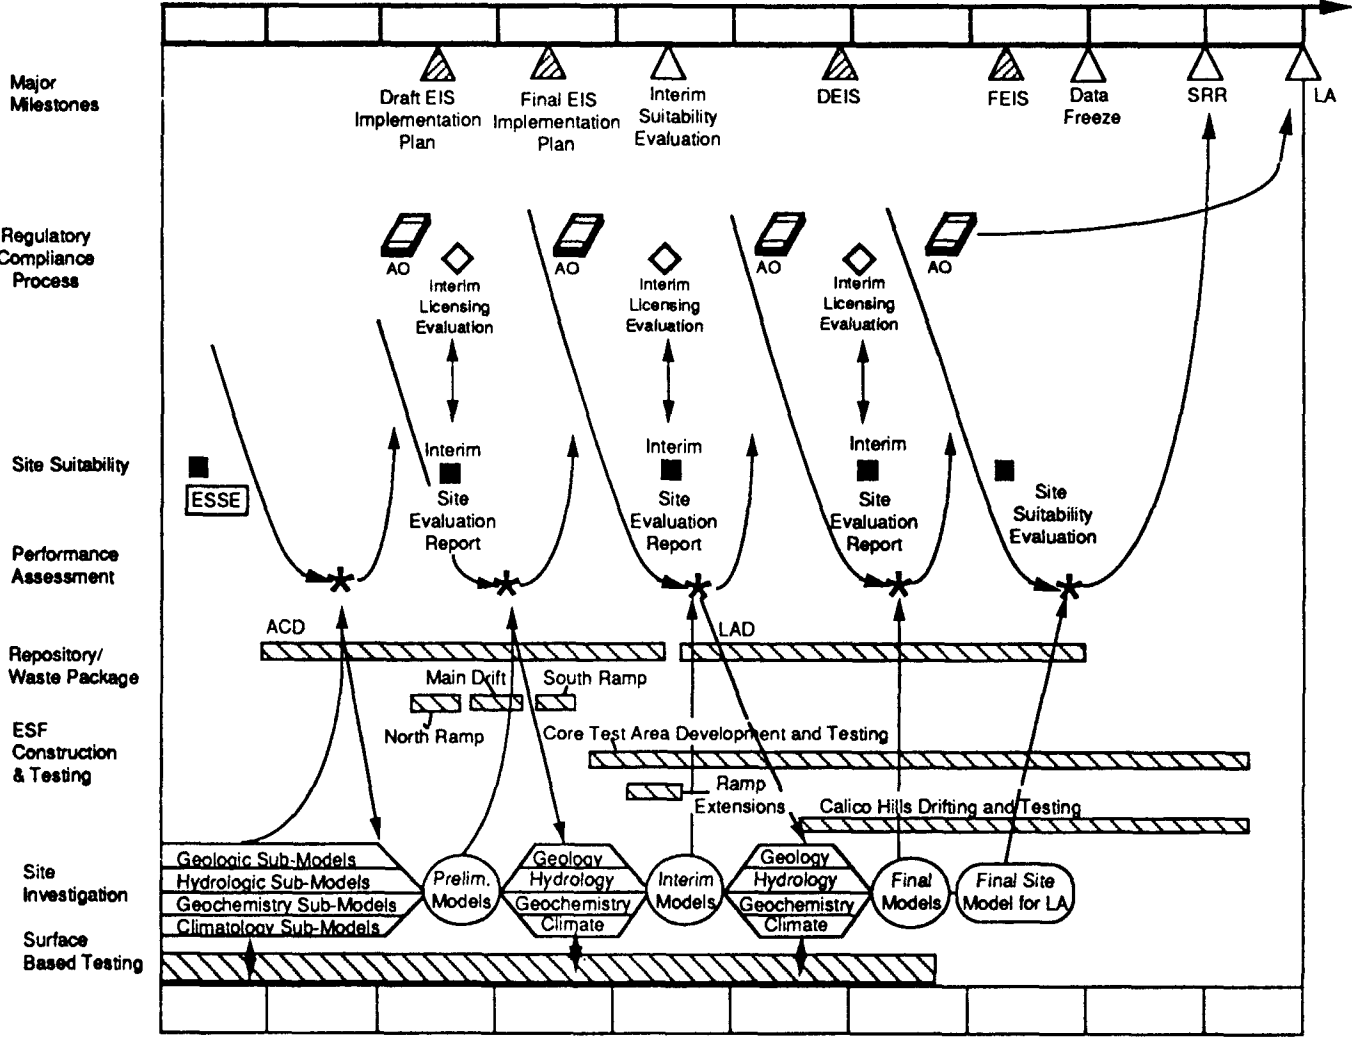 Major
Milestones
Draft EIS
Implementation
Plan
Final EIS
Implementation
Plan
Interim
Suitability
Evaluation
DEIS
FEIS
Data
Freeze
SRR
LA
Regulatory
Compliance
Process
AO
Interim
Licensing
Evaluation
AO
Interim
Licensing
Evaluation
AO
Interim
Licensing
Evaluation
AO
Site Suitability
ESSE
Interim
Site
Evaluation
Report
Interim
Site
Evaluation
Report
Interim
Site
Evaluation
Report
Site
Suitability
Evaluation
Performance
Assessment
Repository/
Waste Package
ACD
LAD
ESF
Construction
& Testing
Main Drift
South Ramp
North Ramp
Core Test Area Development and Testing
Ramp
Extensions
Calico Hills Drifting and Testing
Site
Investigation
Geologic Sub-Models
Hydrologic Sub-Models
Geochemistry Sub-Models
Climatology Sub-Models
Prelim.
Models
Geology
Hydrology
Geochemistry
Climate
Interim
Models
Geology
Hydrology
Geochemistry
Climate
Final
Models
Final Site
Model for LA
Surface
Based Testing